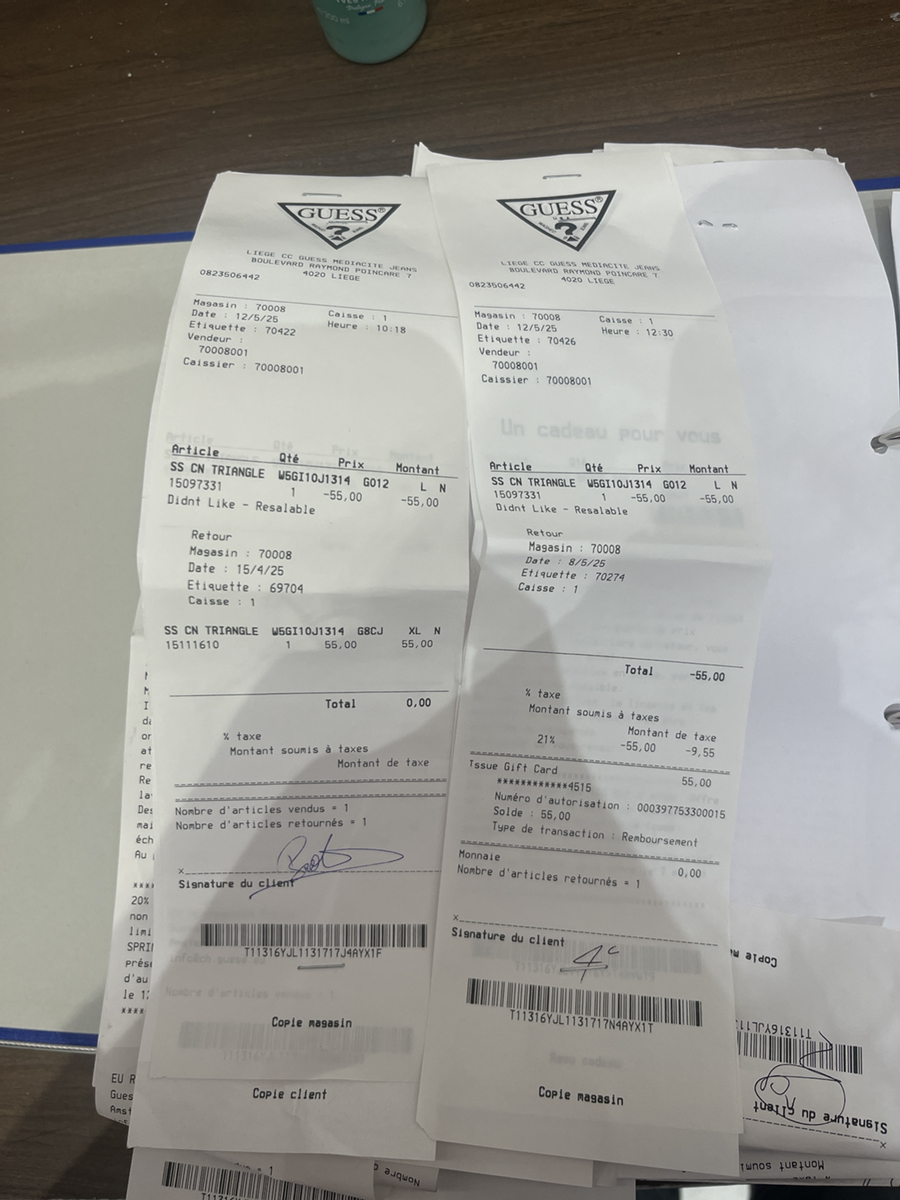 GUESS®
?
LIEGE CC GUESS MEDIACITE JEANS
BOULEVARD RAYMOND POINCARE 7
0823506442 4020 LIEGE
Magasin : 70008 Caisse : 1
Date : 12/5/25 Heure : 10:18
Etiquette : 70422
Vendeur :
70008001
Caissier : 70008001
Article Qté Prix Montant
SS CN TRIANGLE W5GI10J1314 G012 L N
15097331 1 -55,00 -55,00
Didnt Like - Resalable
Retour
Magasin : 70008
Date : 15/4/25
Etiquette : 69704
Caisse : 1
SS CN TRIANGLE W5GI10J1314 G8CJ XL N
15111610 1 55,00 55,00
Total 0,00
% taxe
Montant soumis à taxes
Montant de taxe
Nombre d'articles vendus = 1
Nombre d'articles retournés = 1
x
Signature du client
T11316YJL1131717J4AYX1F
Copie magasin
Copie client
GUESS®
?
LIEGE CC GUESS MEDIACITE JEANS
BOULEVARD RAYMOND POINCARE 7
0823506442 4020 LIEGE
Magasin : 70008 Caisse : 1
Date : 12/5/25 Heure : 12:30
Etiquette : 70426
Vendeur :
70008001
Caissier : 70008001
Un cadeau pour vous
Article Qté Prix Montant
SS CN TRIANGLE W5GI10J1314 G012 L N
15097331 1 -55,00 -55,00
Didnt Like - Resalable
Retour
Magasin : 70008
Date : 8/5/25
Etiquette : 70274
Caisse : 1
Total -55,00
% taxe
Montant soumis à taxes
Montant de taxe
21% -55,00 -9,55
Issue Gift Card 55,00
***********4515
Numéro d'autorisation : 000397753300015
Solde : 55,00
Type de transaction : Remboursement
Monnaie 0,00
Nombre d'articles retournés = 1
x
Signature du client
T11316YJL1131717N4AYX1T
Copie magasin
Signature du client
Montant soumi